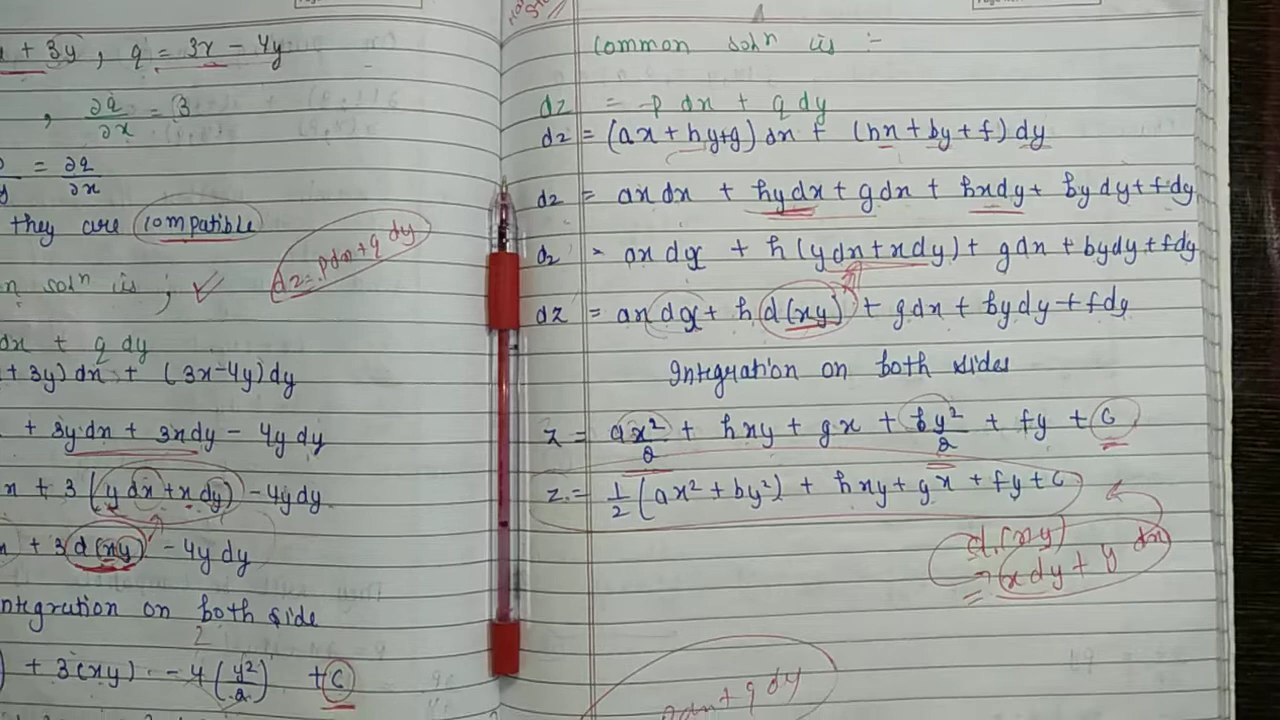 + 3y, q = 3x - 4y
, ∂q/∂x = 3
= ∂q/∂x
they are compatible
solⁿ is ;
dz = pdx + q dy
dx + q dy
+ 3y) dx + (3x-4y) dy
+ 3y dx + 3x dy - 4y dy
+ 3 (y dx + x dy) - 4y dy
+ 3 d(xy) - 4y dy
ntegration on both side
+ 3(xy) - 4 (y²/2) + C
Common solⁿ is :-
dz = p dx + q dy
dz = (ax + hy + g) dx + (hx + by + f) dy
dz = ax dx + hy dx + g dx + hx dy + by dy + f dy
dz = ax dx + h (y dx + x dy) + g dx + by dy + f dy
dz = ax dx + h d(xy) + g dx + by dy + f dy
Integration on both sides
z = ax²/2 + hxy + gx + by²/2 + fy + C
z = 1/2 (ax² + by²) + hxy + gx + fy + C
d.(xy)
= x dy + y dx
dx + q dy